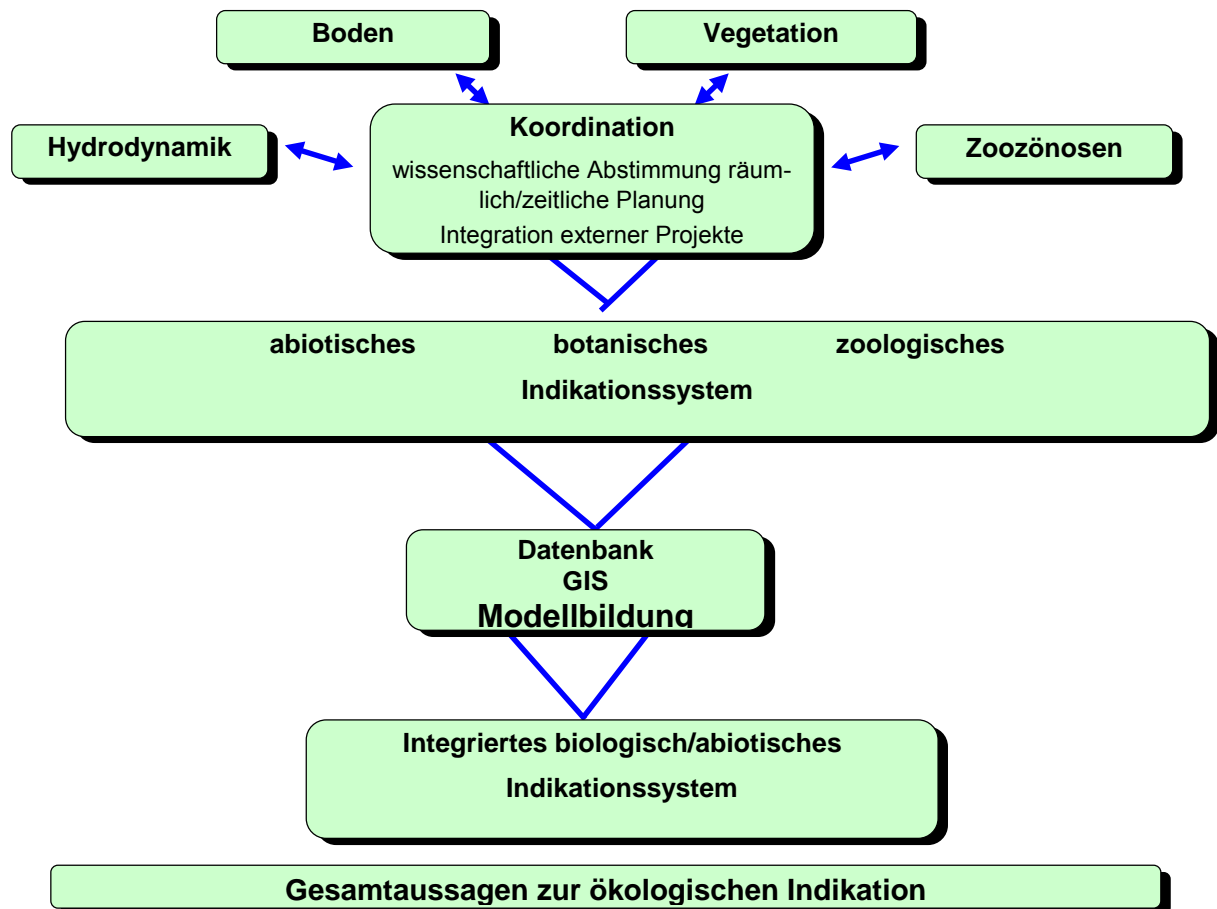 Boden
Vegetation
Hydrodynamik
Koordination
wissenschaftliche Abstimmung räum-
lich/zeitliche Planung
Integration externer Projekte
Zoozönosen
abiotisches botanisches zoologisches
Indikationssystem
Datenbank
GIS
Modellbildung
Integriertes biologisch/abiotisches
Indikationssystem
Gesamtaussagen zur ökologischen Indikation